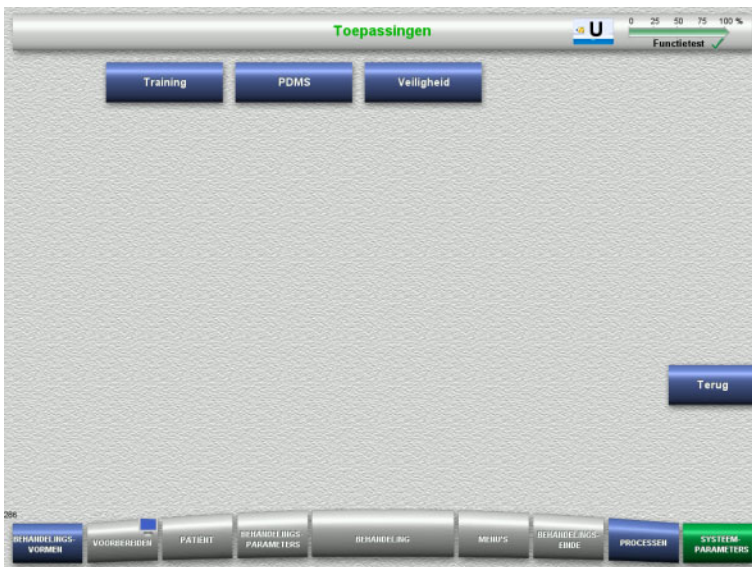 Toepassingen
U
0 25 50 75 100 %
Functietest
Training
PDMS
Veiligheid
Terug
286
BEHANDELINGS-
VORMEN
VOORBEREIDEN
PATIËNT
BEHANDELINGS-
PARAMETERS
BEHANDELING
MENU'S
BEHANDELINGS-
EINDE
PROCESSEN
SYSTEEM-
PARAMETERS